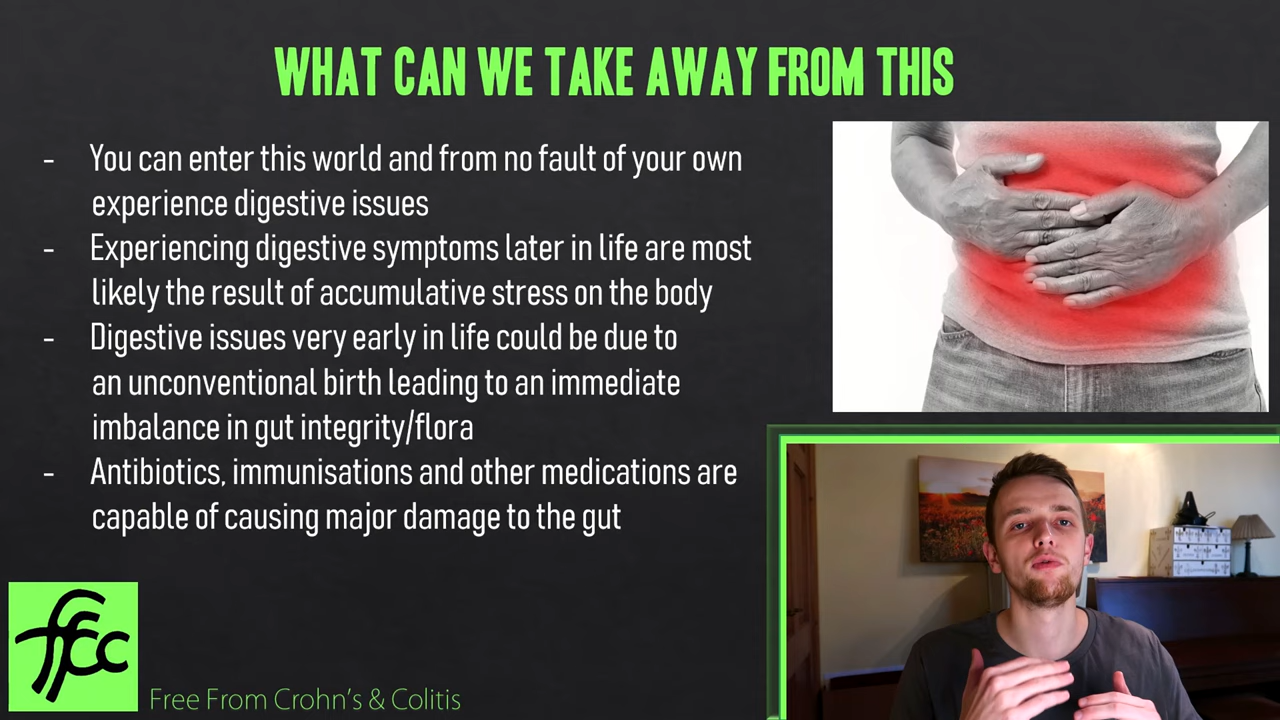 WHAT CAN WE TAKE AWAY FROM THIS
- You can enter this world and from no fault of your own
experience digestive issues
- Experiencing digestive symptoms later in life are most
likely the result of accumulative stress on the body
- Digestive issues very early in life could be due to
an unconventional birth leading to an immediate
imbalance in gut integrity/flora
- Antibiotics, immunisations and other medications are
capable of causing major damage to the gut
ffcc
Free From Crohn's & Colitis